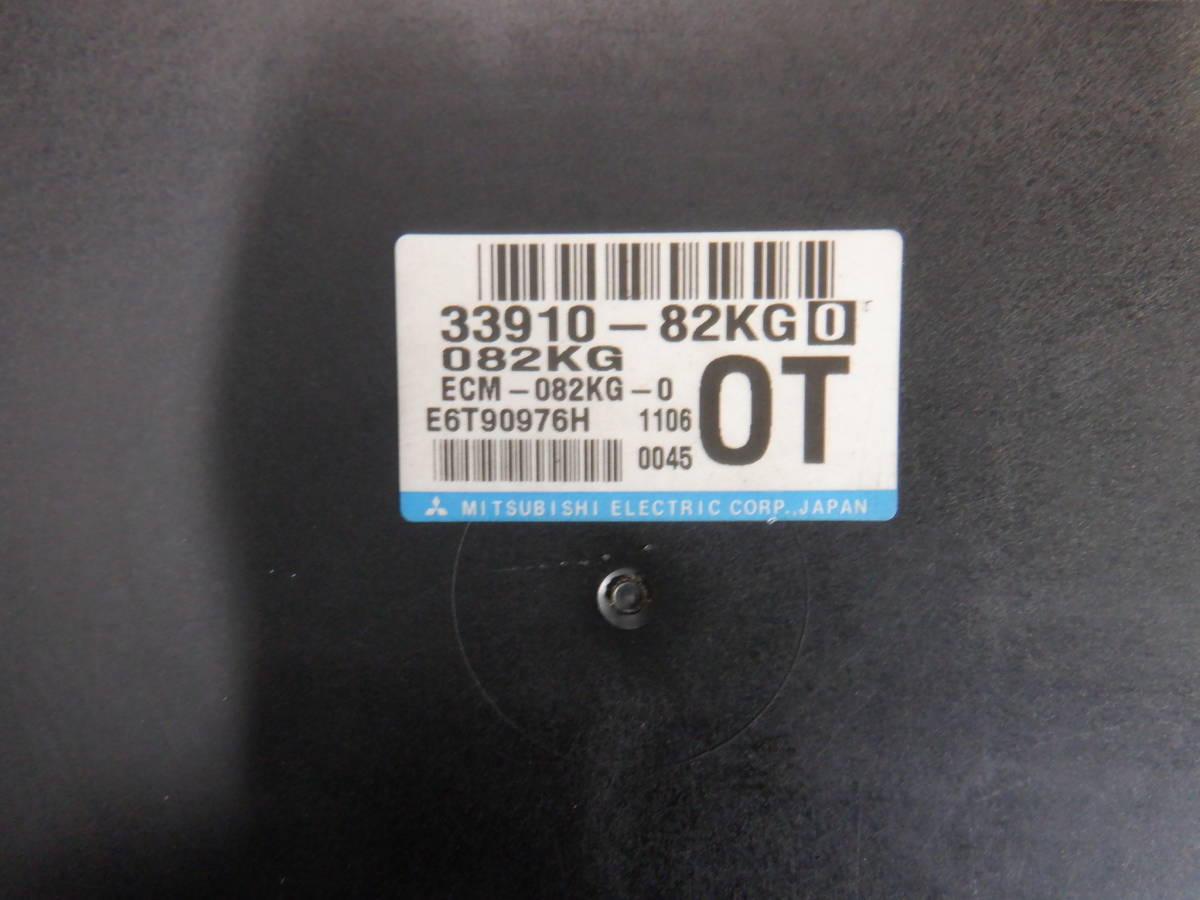 33910-82KG0
082KG
ECM-082KG-0
E6T90976H 1106
0045
0T
MITSUBISHI ELECTRIC CORP.,JAPAN